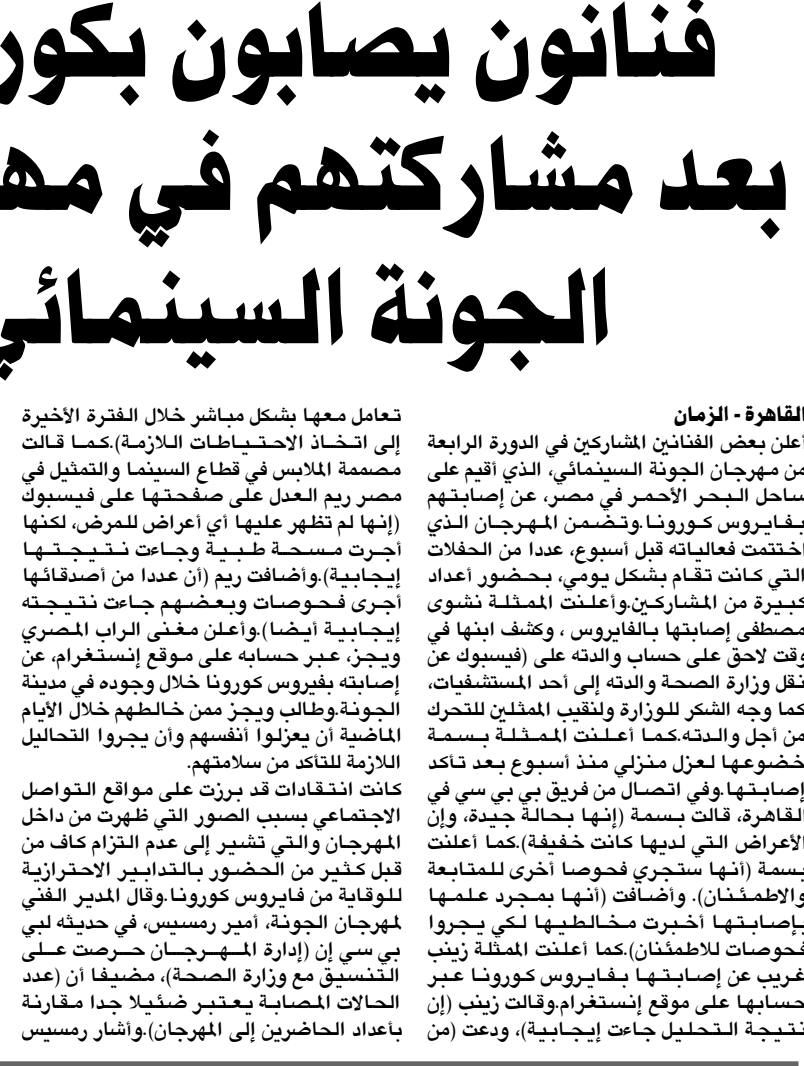 فنانون يصابون
بعد مشاركتهم في
الجونة السينمائي
القاهرة - الزمان
أعلن بعض الفنانين المشاركين في الدورة الرابعة
من مهرجان الجونة السينمائي، الذي أقيم على
ساحل البحر الأحمر في مصر، عن إصابتهم
بفايروس كورونا.وتضمن المهرجان الذي
اختتمت فعالياته قبل أسبوع، عددا من الحفلات
التي كانت تقام بشكل يومي، بحضور أعداد
كبيرة من المشاركين.وأعلنت الممثلة نشوى
مصطفى إصابتها بالفايروس ، وكشف ابنها في
وقت لاحق على حساب والدته على (فيسبوك عن
نقل وزارة الصحة والدته إلى أحد المستشفيات،
كما وجه الشكر للوزارة ولنقيب الممثلين للتحرك
من أجل والدته.كما أعلنت الممثلة بسمة
خضوعها لعزل منزلي منذ أسبوع بعد تأكد
إصابتها.وفي اتصال من فريق بي بي سي في
القاهرة، قالت بسمة (إنها بحالة جيدة، وإن
الأعراض التي لديها كانت خفيفة).كما أعلنت
بسمة (أنها ستجري فحوصا أخرى للمتابعة
والاطمئنان). وأضافت (أنها بمجرد علمها
بإصابتها أخبرت مخالطيها لكي يجروا
فحوصات للاطمئنان).كما أعلنت الممثلة زينب
غريب عن إصابتها بفايروس كورونا عبر
حسابها على موقع إنستغرام.وقالت زينب (إن
نتيجة التحليل جاءت إيجابية)، ودعت (من
تعامل معها بشكل مباشر خلال الفترة الأخيرة
إلى اتخاذ الاحتياطات اللازمة).كما قالت
مصممة الملابس في قطاع السينما والتمثيل في
مصر ريم العدل على صفحتها على فيسبوك
(إنها لم تظهر عليها أي أعراض للمرض، لكنها
أجرت مسحة طبية وجاءت نتيجتها
إيجابية).وأضافت ريم (أن عددا من أصدقائها
أجرى فحوصات وبعضهم جاءت نتيجته
إيجابية أيضا).وأعلن مغني الراب المصري
ويجز، عبر حسابه على موقع إنستغرام، عن
إصابته بفيروس كورونا خلال وجوده في مدينة
الجونة.وطالب ويجز ممن خالطهم خلال الأيام
الماضية أن يعزلوا أنفسهم وأن يجروا التحاليل
اللازمة للتأكد من سلامتهم.
كانت انتقادات قد برزت على مواقع التواصل
الاجتماعي بسبب الصور التي ظهرت من داخل
المهرجان والتي تشير إلى عدم التزام كاف من
قبل كثير من الحضور بالتدابير الاحترازية
للوقاية من فايروس كورونا.وقال المدير الفني
لمهرجان الجونة، أمير رمسيس، في حديثه لبي
بي سي إن (إدارة المهرجان حرصت على
التنسيق مع وزارة الصحة)، مضيفا أن (عدد
الحالات المصابة يعتبر ضئيلا جدا مقارنة
بأعداد الحاضرين إلى المهرجان).وأشار رمسيس